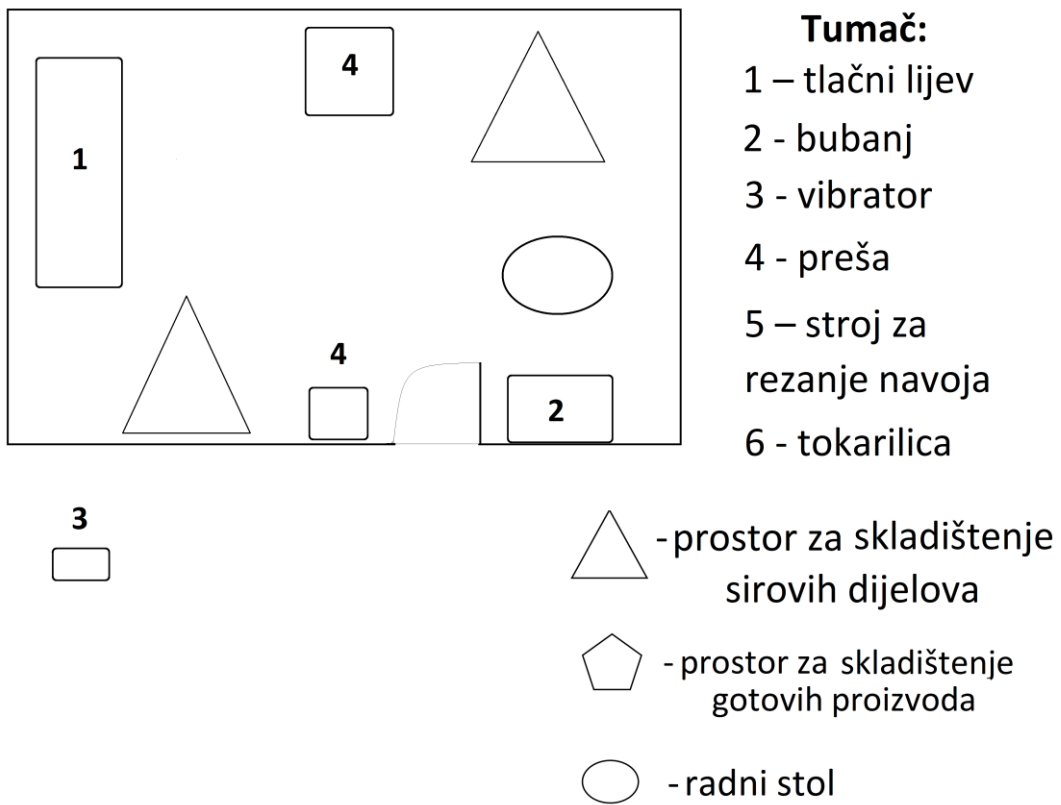 4
1
4
2
3
Tumač:
1 – tlačni lijev
2 - bubanj
3 - vibrator
4 - preša
5 – stroj za
rezanje navoja
6 - tokarilica
- prostor za skladištenje
sirovih dijelova
- prostor za skladištenje
gotovih proizvoda
- radni stol